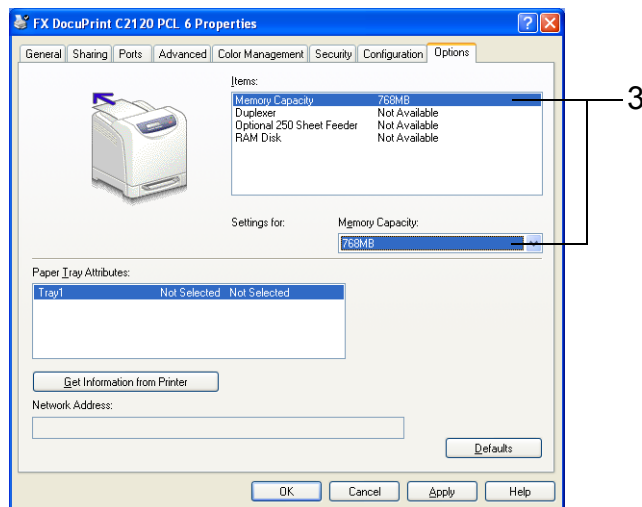 FX DocuPrint C2120 PCL 6 Properties
General Sharing Ports Advanced Color Management Security Configuration Options
Items:
Memory Capacity 768MB
Duplexer Not Available
Optional 250 Sheet Feeder Not Available
RAM Disk Not Available
3
Settings for: Memory Capacity:
768MB
Paper Tray Attributes:
Tray1 Not Selected Not Selected
Get Information from Printer
Network Address:
Defaults
OK Cancel Apply Help